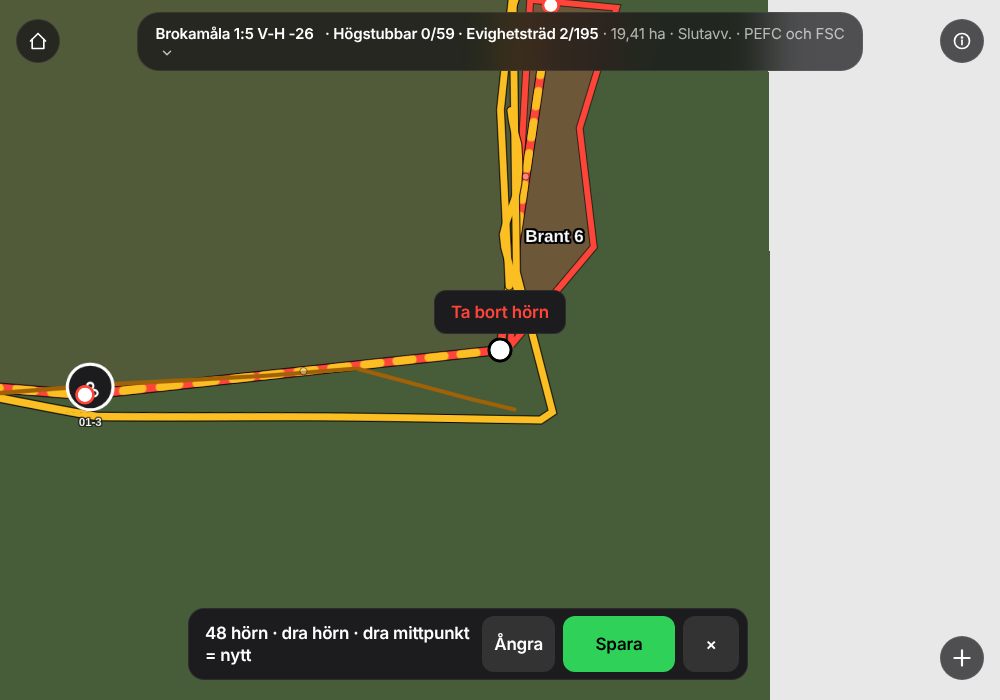 Brokamåla 1:5 V-H -26 · Högstubbar 0/59 · Evighetsträd 2/195 · 19,41 ha · Slutavv. · PEFC och FSC
Brant 6
Ta bort hörn
01-3
48 hörn · dra hörn · dra mittpunkt
= nytt
Ångra
Spara
×